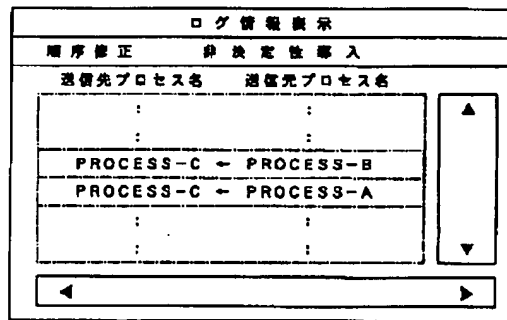 ログ情報表示
順序修正 非決定性導入
送信先プロセス名 送信元プロセス名
: :
: :
PROCESS-C ← PROCESS-B
PROCESS-C ← PROCESS-A
: :
: :